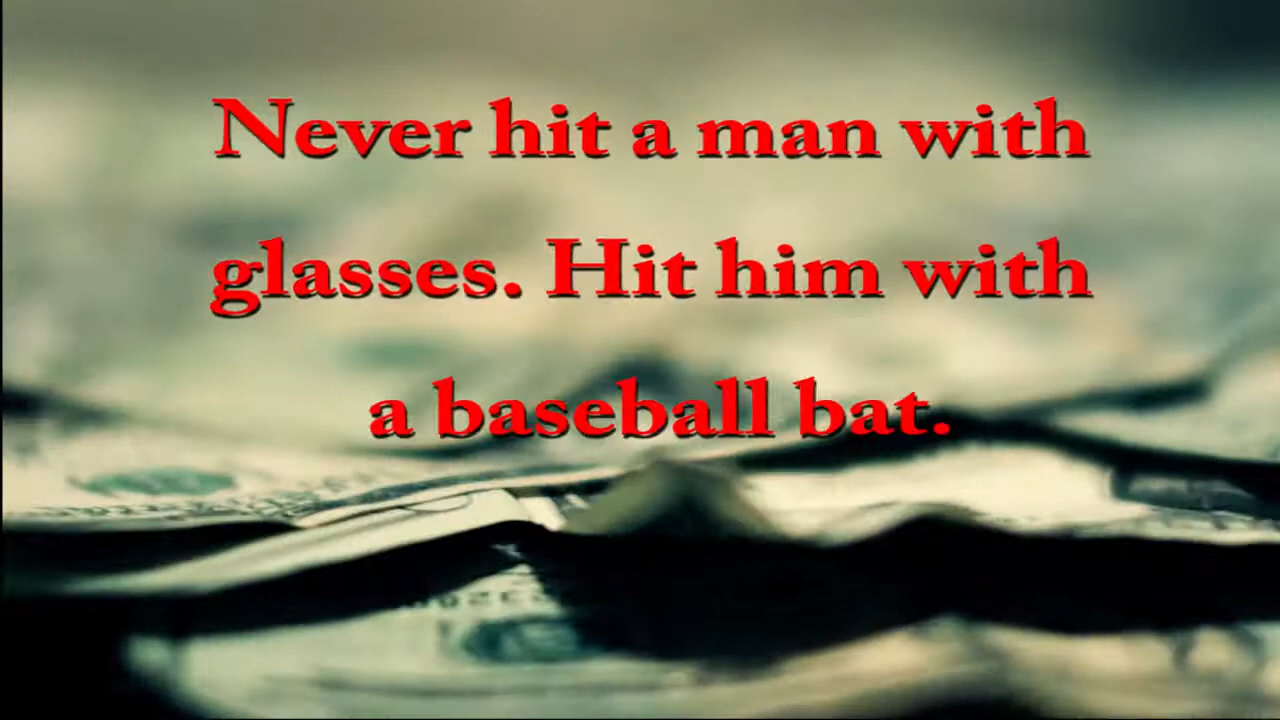 Never hit a man with
glasses. Hit him with
a baseball bat.